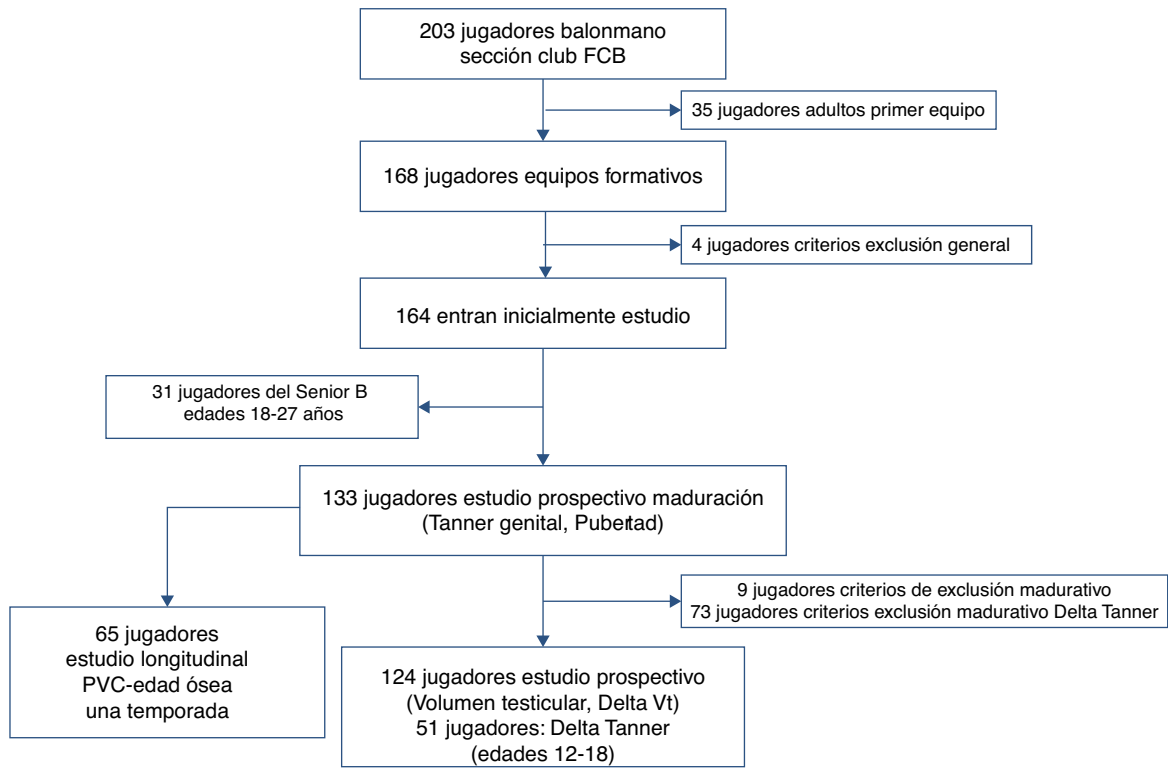 203 jugadores balonmano
sección club FCB
35 jugadores adultos primer equipo
168 jugadores equipos formativos
4 jugadores criterios exclusión general
164 entran inicialmente estudio
31 jugadores del Senior B
edades 18-27 años
133 jugadores estudio prospectivo maduración
(Tanner genital, Pubertad)
9 jugadores criterios de exclusión madurativo
73 jugadores criterios exclusión madurativo Delta Tanner
65 jugadores
estudio longitudinal
PVC-edad ósea
una temporada
124 jugadores estudio prospectivo
(Volumen testicular, Delta Vt)
51 jugadores: Delta Tanner
(edades 12-18)